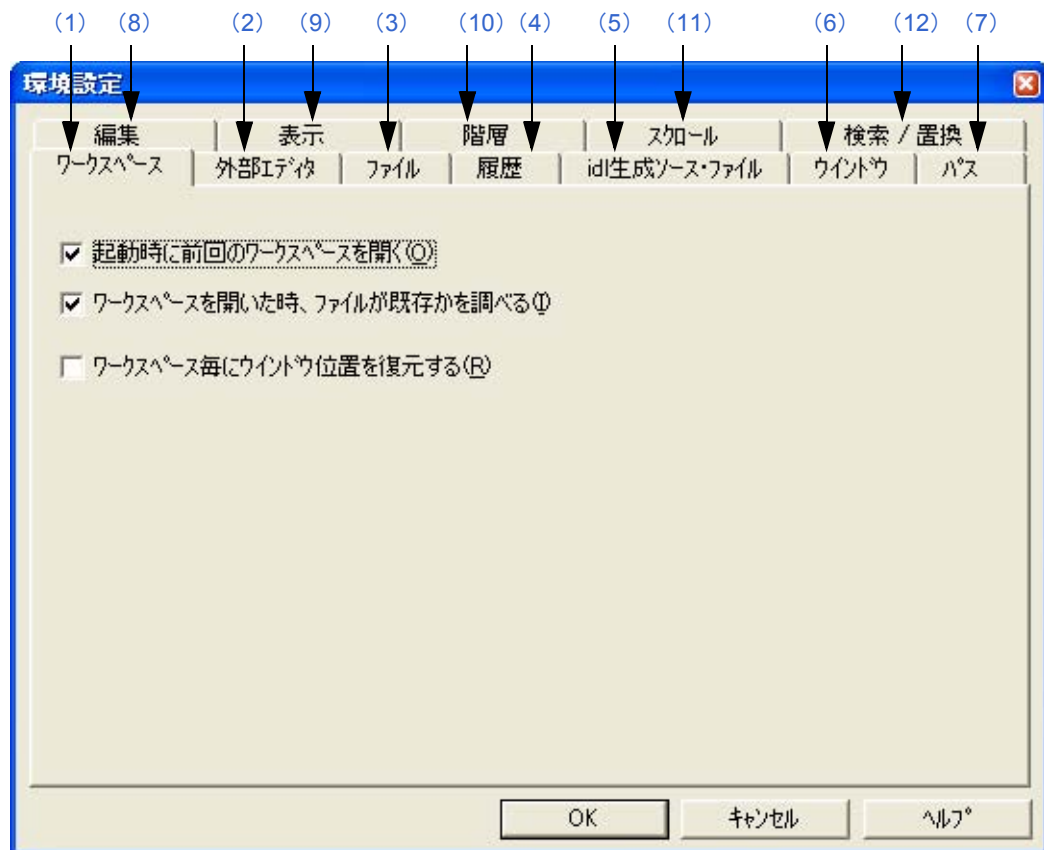 （1）（8）（2）（9）（3）（10）（4）（5）（11）（6）（12）（7）
環境設定
編集 表示 階層 スクロール 検索 / 置換
ワークスペース 外部エディタ ファイル 履歴 idl生成ソース・ファイル ウインドウ パス
起動時に前回のワークスペースを開く(O)
ワークスペースを開いた時、ファイルが既存かを調べる(I)
ワークスペース毎にウインドウ位置を復元する(R)
OK キャンセル ヘルプ